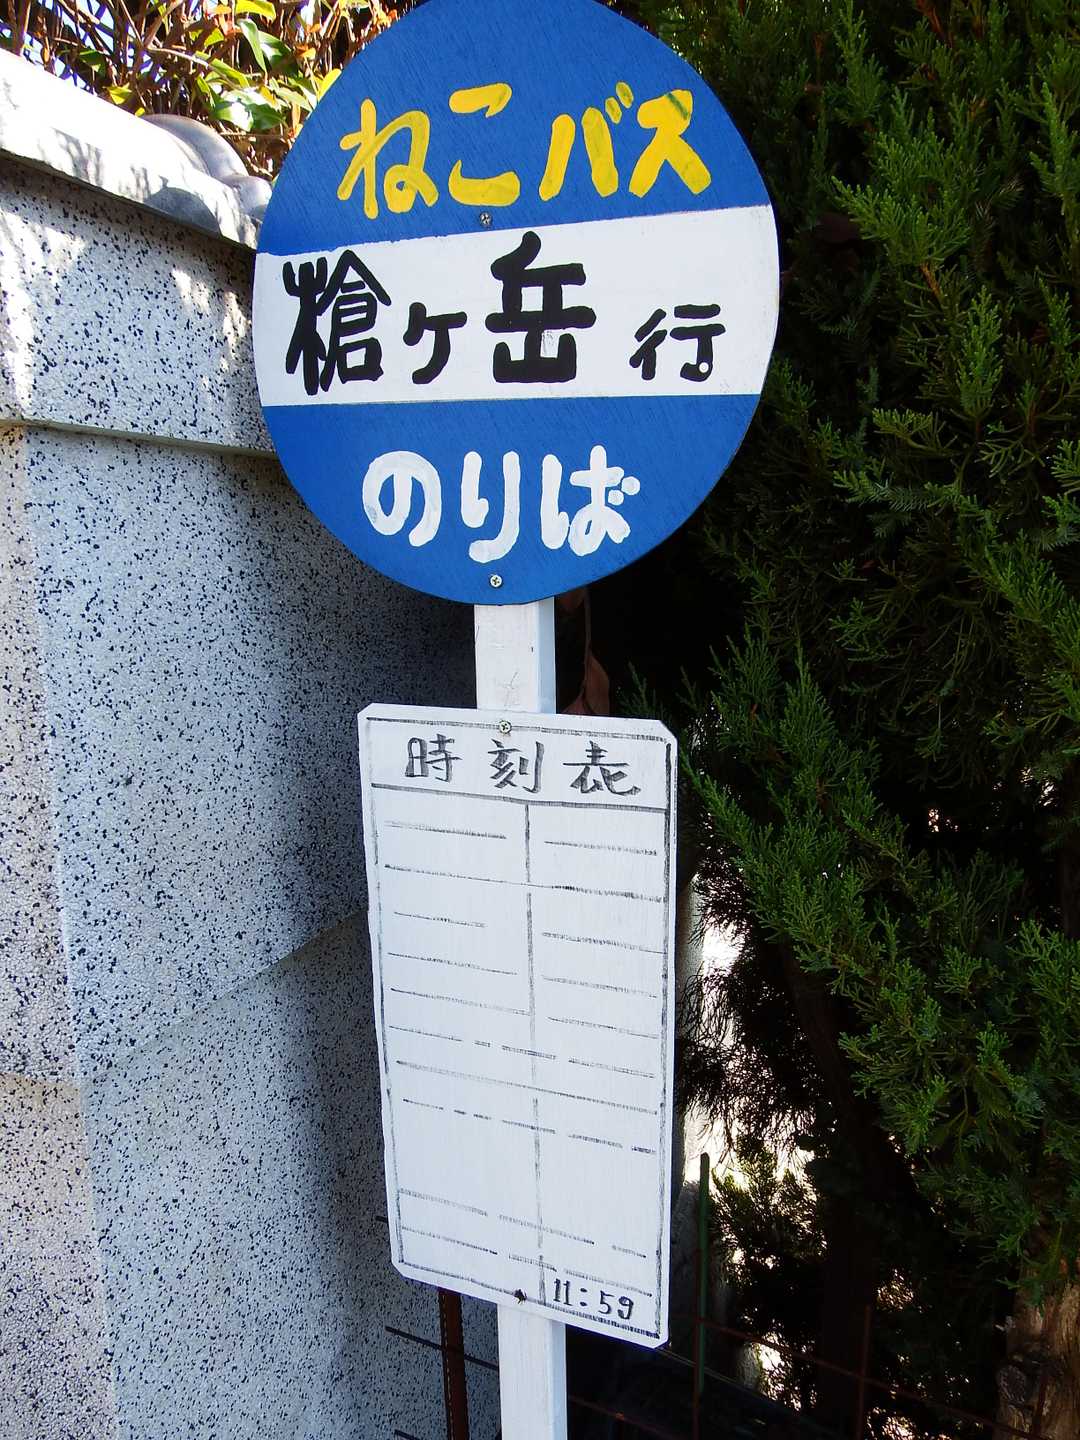 ねこバス
槍ヶ岳 行
のりば
時刻表
11:59